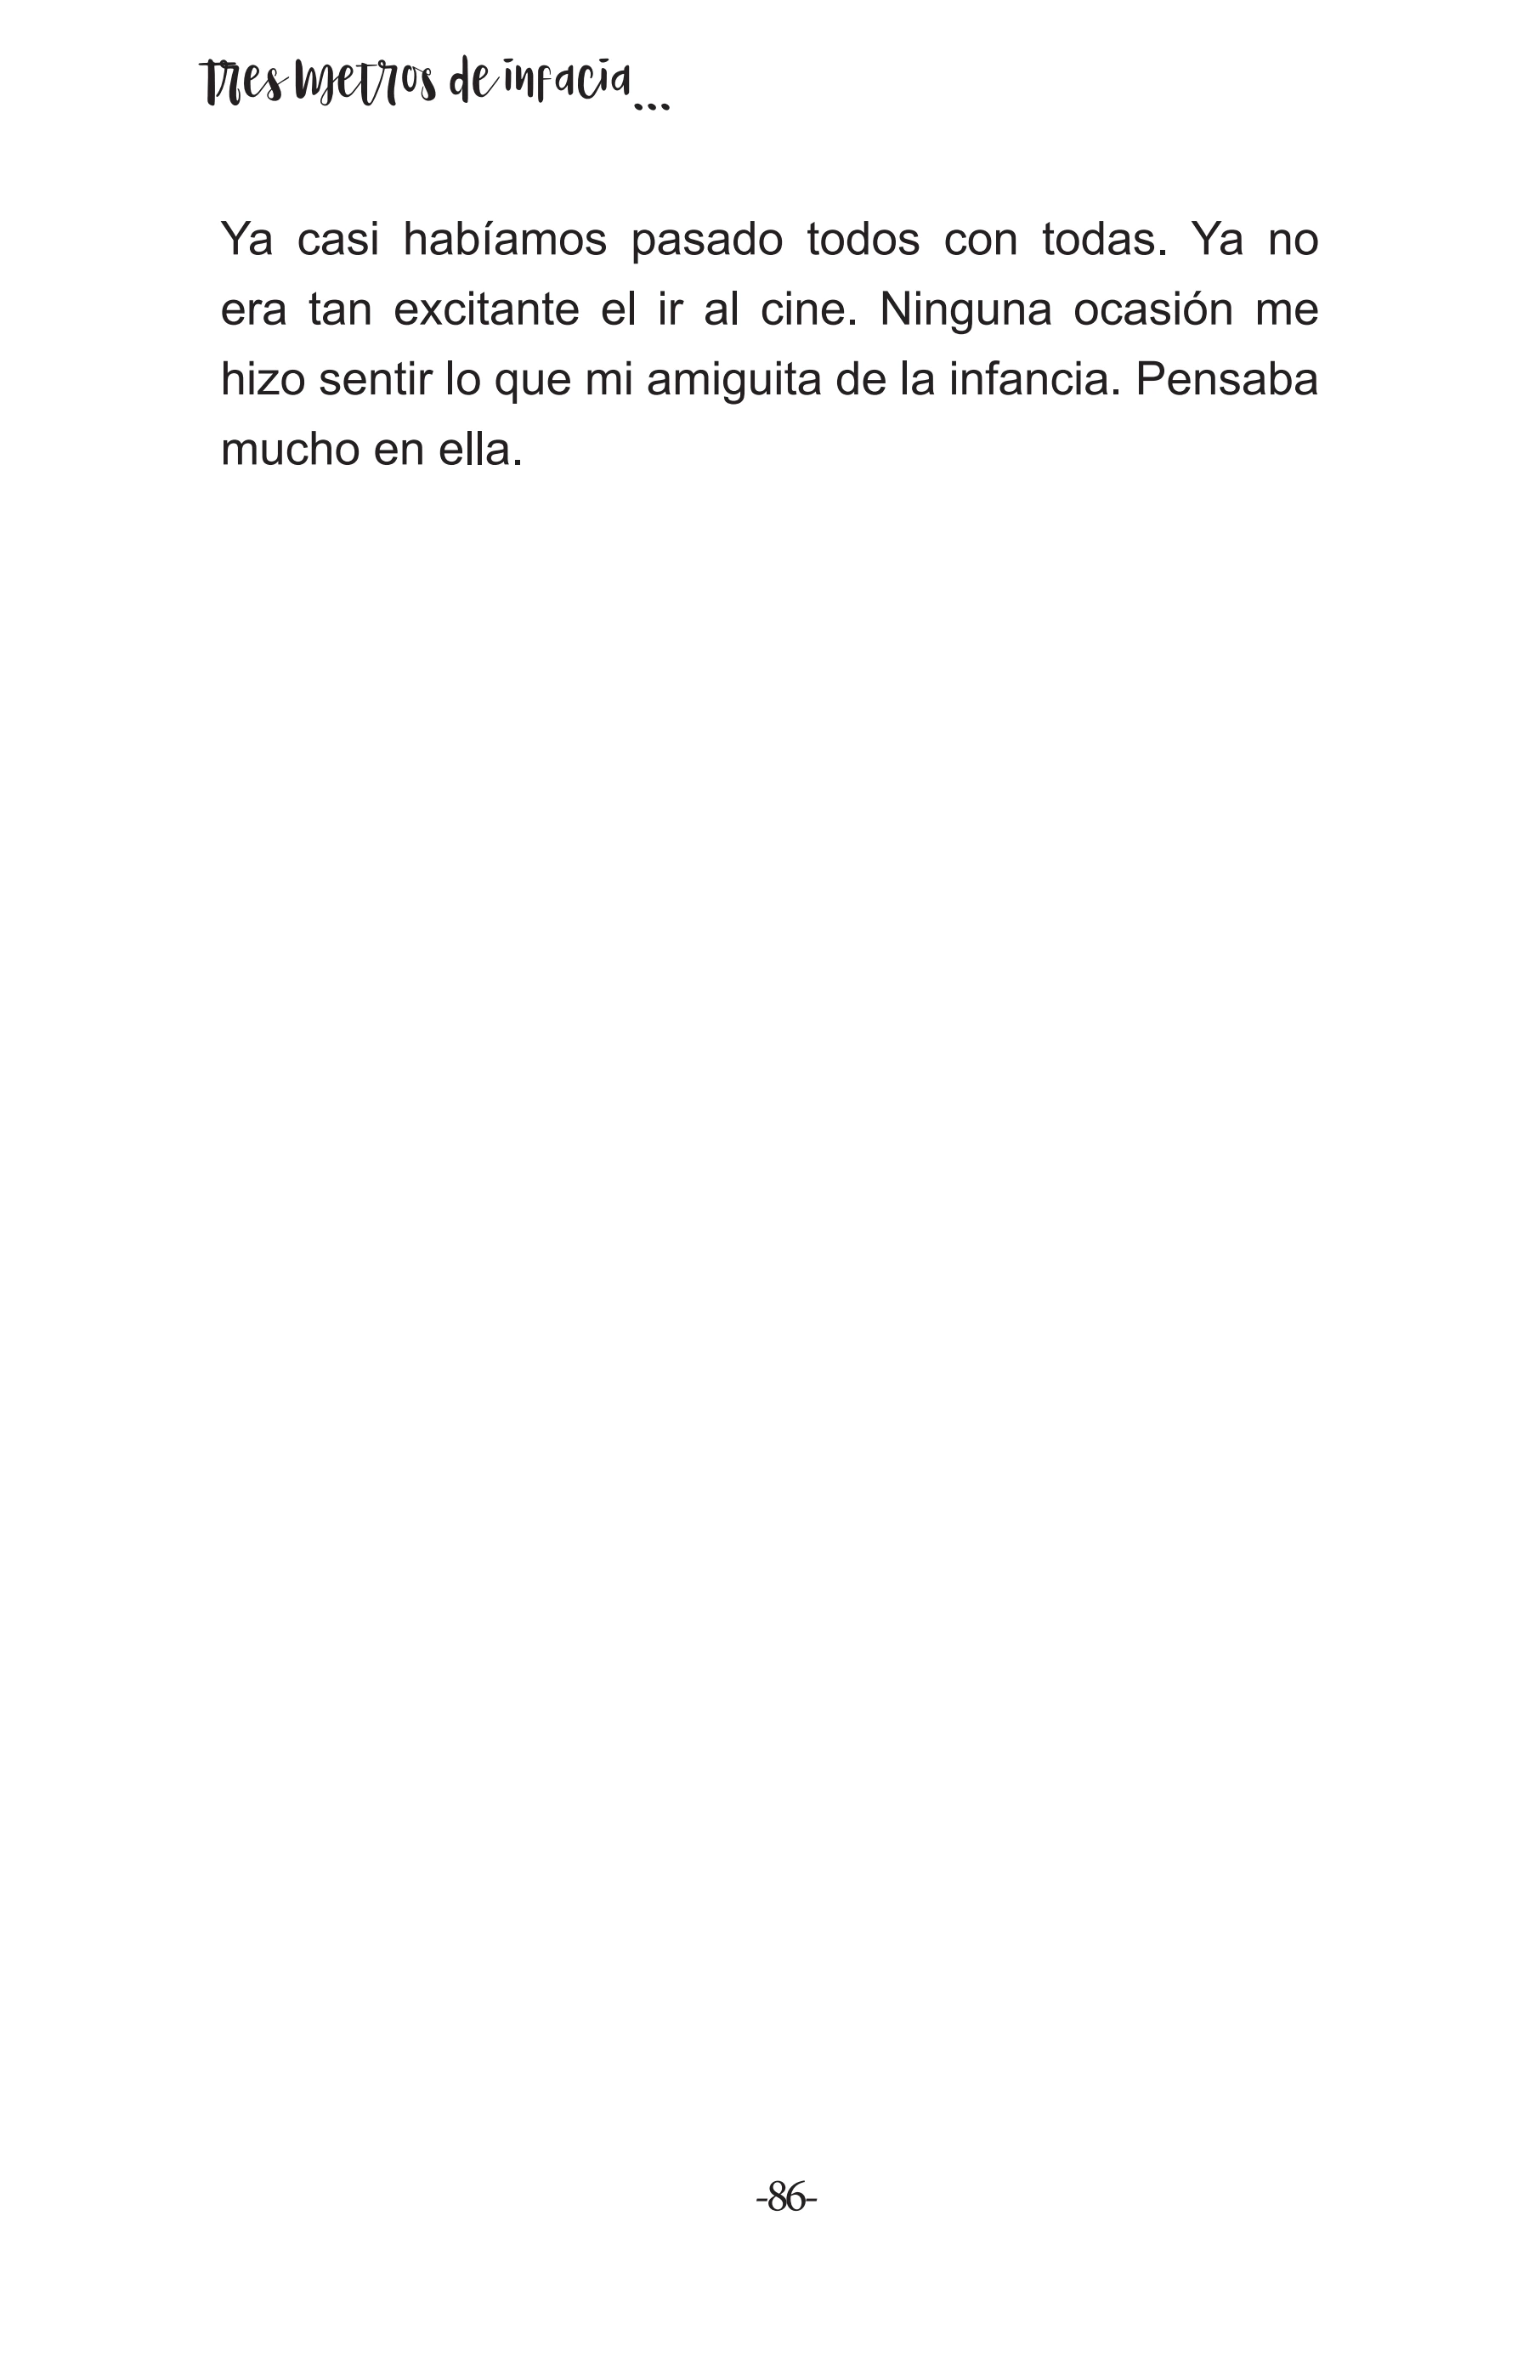 Tres metros de infacia...
Ya casi habíamos pasado todos con todas. Ya no
era tan excitante el ir al cine. Ninguna ocasión me
hizo sentir lo que mi amiguita de la infancia. Pensaba
mucho en ella.
-86-